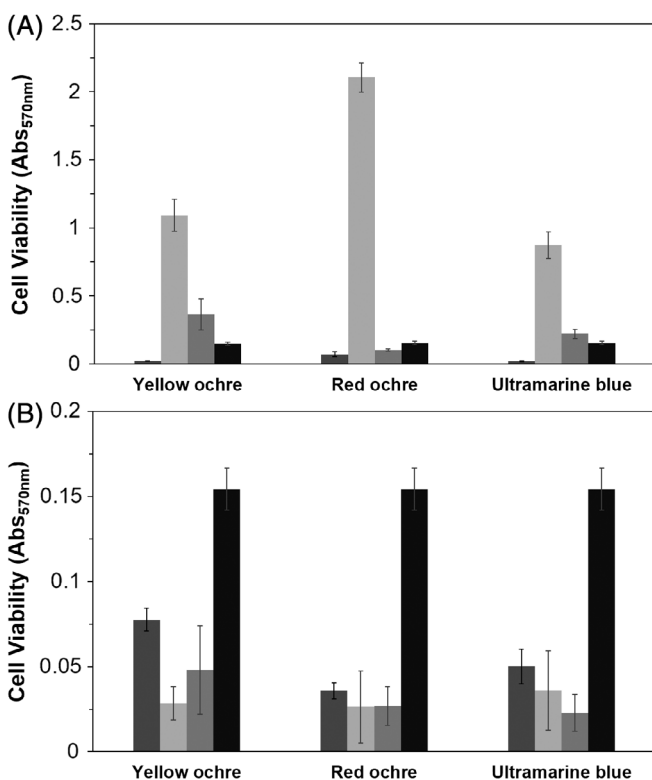 (A)
Cell Viability (Abs570nm)
2.5
2
1.5
1
0.5
0
Yellow ochre Red ochre Ultramarine blue
(B)
Cell Viability (Abs570nm)
0.2
0.15
0.1
0.05
0
Yellow ochre Red ochre Ultramarine blue